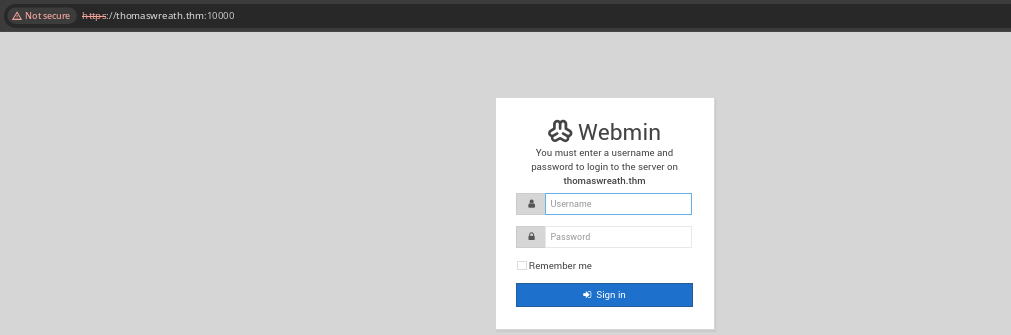 Not secure https://thomaswreath.thm:10000
Webmin
You must enter a username and
password to login to the server on
thomaswreath.thm
Username
Password
Remember me
Sign in